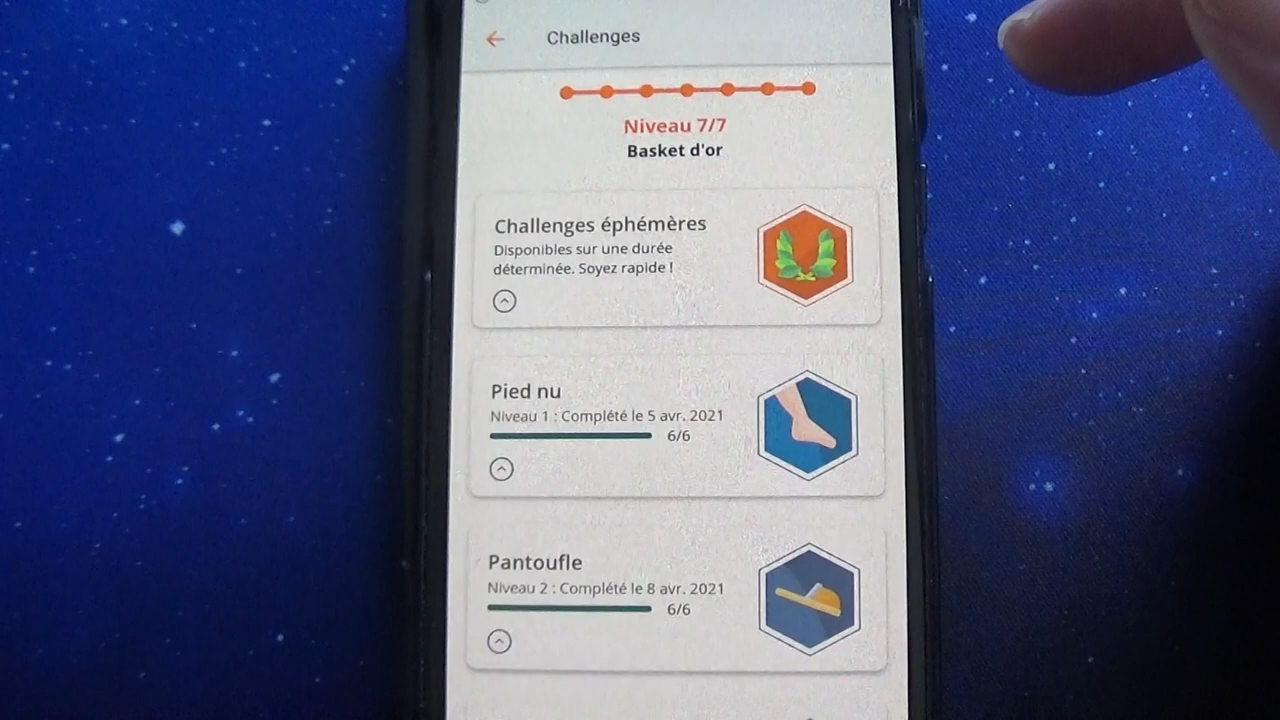 Challenges
Niveau 7/7
Basket d'or
Challenges éphémères
Disponibles sur une durée
déterminée. Soyez rapide !
Pied nu
Niveau 1 : Complété le 5 avr. 2021
6/6
Pantoufle
Niveau 2 : Complété le 8 avr. 2021
6/6